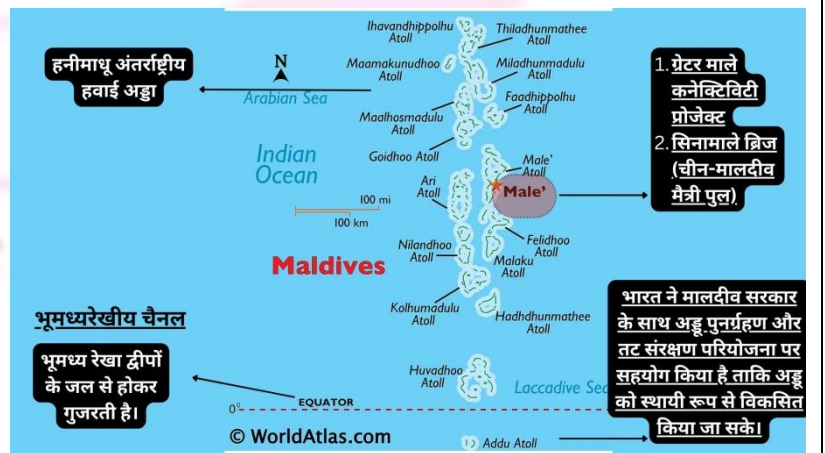 हनीमाधू अंतर्राष्ट्रीय
हवाई अड्डा
N
Arabian Sea
Indian
Ocean
100 mi
100 km
Maldives
Ihavandhippolhu
Atoll
Thiladhunmathee
Atoll
Maamakunudhoo
Atoll
Miladhunmadulu
Atoll
Faadhippolhu
Atoll
Maalhosmadulu
Atoll
Goidhoo Atoll
Male'
Atoll
Male'
Ari
Atoll
Felidhoo
Atoll
Nilandhoo
Atoll
Malaku
Atoll
Kolhumadulu
Atoll
Hadhdhunmathee
Atoll
Huvadhoo
Atoll
Laccadive Sea
1. ग्रेटर माले
कनेक्टिविटी
प्रोजेक्ट
2. सिनामाले ब्रिज
(चीन-मालदीव
मैत्री पुल)
भूमध्यरेखीय चैनल
भूमध्य रेखा द्वीपों
के जल से होकर
गुजरती है।
भारत ने मालदीव सरकार
के साथ अड्डू पुनर्ग्रहण और
तट संरक्षण परियोजना पर
सहयोग किया है ताकि अड्डू
को स्थायी रूप से विकसित
किया जा सके।
0°
EQUATOR
© WorldAtlas.com
Addu Atoll